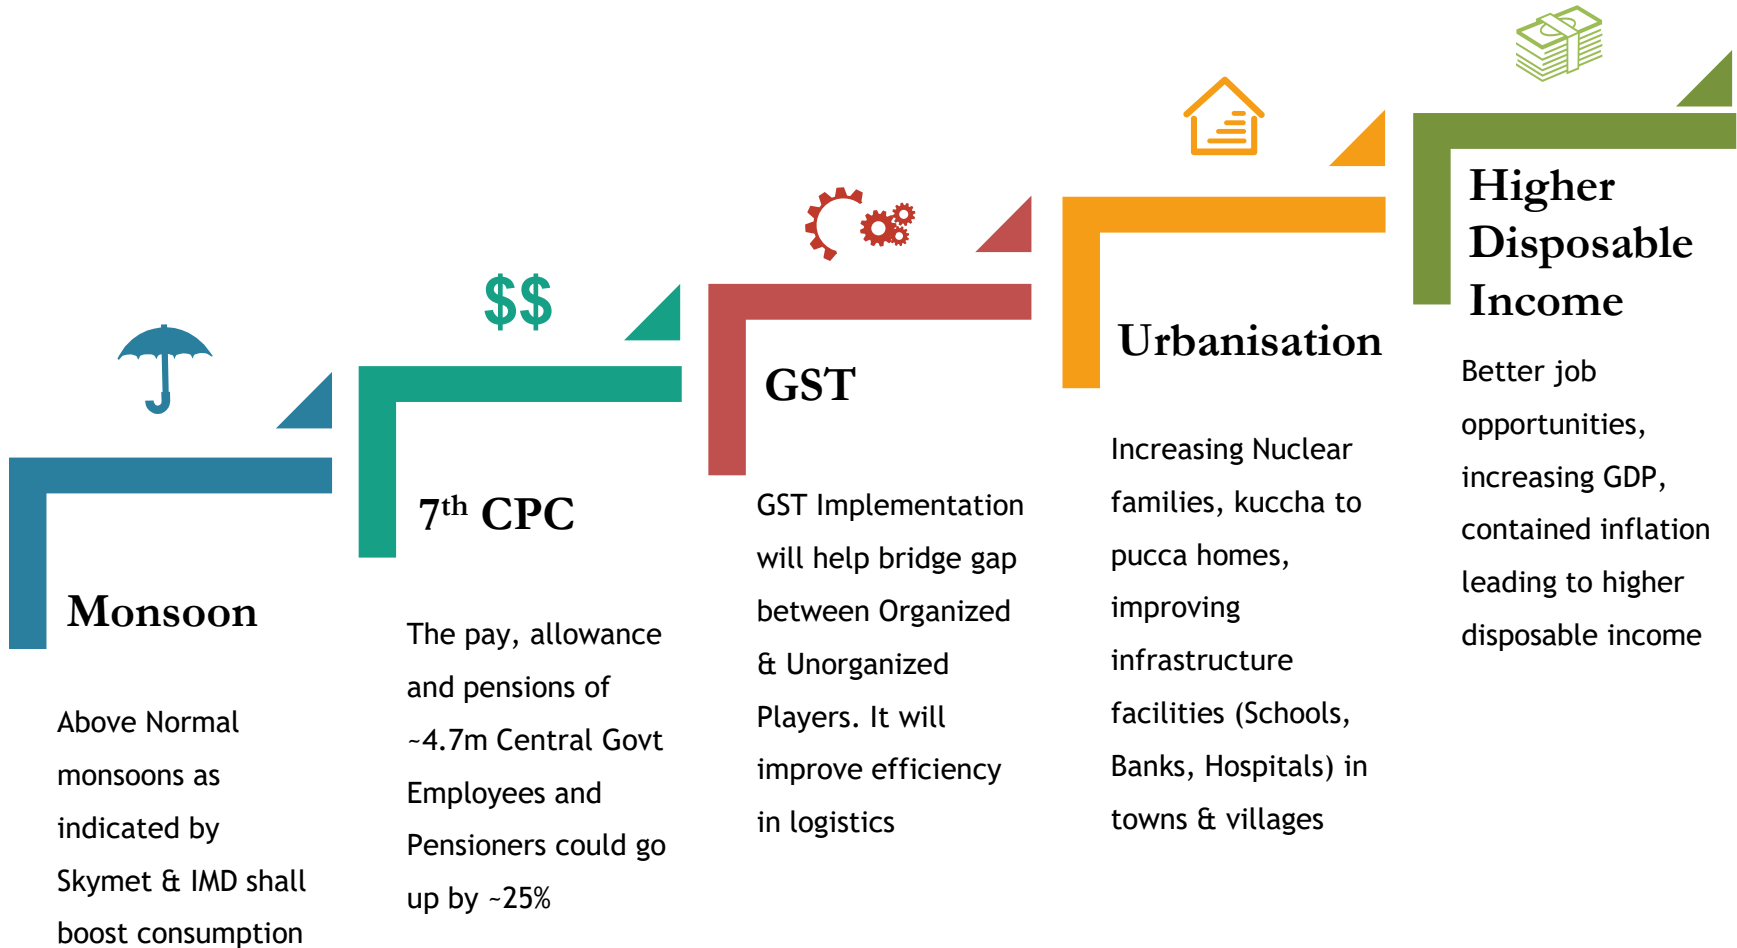 $$
Monsoon
Above Normal
monsoons as
indicated by
Skymet & IMD shall
boost consumption
7th CPC
The pay, allowance
and pensions of
~4.7m Central Govt
Employees and
Pensioners could go
up by ~25%
GST
GST Implementation
will help bridge gap
between Organized
& Unorganized
Players. It will
improve efficiency
in logistics
Urbanisation
Increasing Nuclear
families, kuccha to
pucca homes,
improving
infrastructure
facilities (Schools,
Banks, Hospitals) in
towns & villages
Higher
Disposable
Income
Better job
opportunities,
increasing GDP,
contained inflation
leading to higher
disposable income